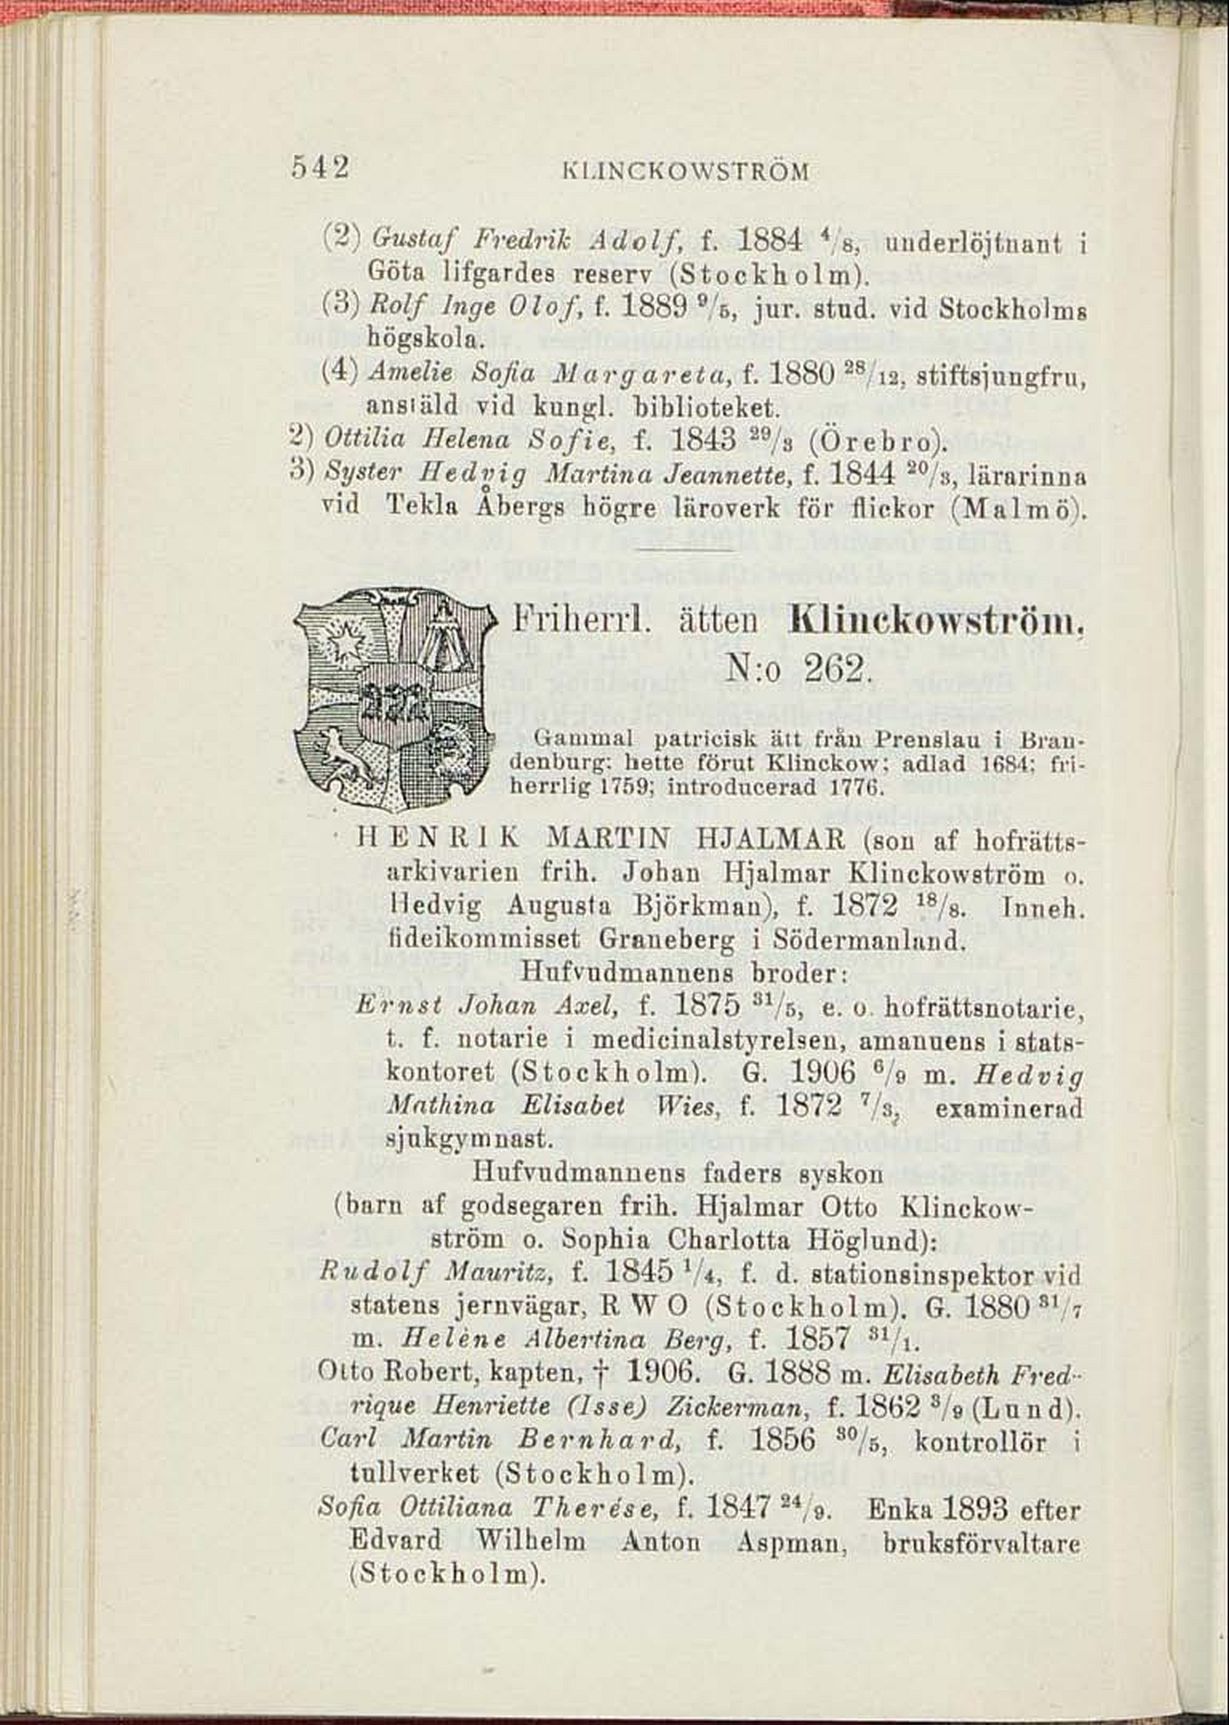 542 KLINCKOWSTRÖM
(2) Gustaf Fredrik Adolf, f. 1884 4/8, underlöjtnant i
Göta lifgardes reserv (Stockholm).
(3) Rolf Inge Olof, f. 1889 9/5, jur. stud. vid Stockholms
högskola.
(4) Amelie Sofia Margareta, f. 1880 28/12, stiftsjungfru,
anställd vid kungl. biblioteket.
2) Ottilia Helena Sofie, f. 1843 29/3 (Örebro).
3) Syster Hedvig Martina Jeannette, f. 1844 20/3, lärarinna
vid Tekla Åbergs högre läroverk för flickor (Malmö).
Friherrl. ätten Klinckowström,
N:o 262.
Gammal patricisk ätt från Prenslau i Bran-
denburg; hette förut Klinckow; adlad 1684; fri-
herrlig 1759; introducerad 1776.
HENRIK MARTIN HJALMAR (son af hofrätts-
arkivarien frih. Johan Hjalmar Klinckowström o.
Hedvig Augusta Björkman), f. 1872 18/8. Inneh.
fideikommisset Graneberg i Södermanland.
Hufvudmannens broder:
Ernst Johan Axel, f. 1875 31/5, e. o. hofrättsnotarie,
t. f. notarie i medicinalstyrelsen, amanuens i stats-
kontoret (Stockholm). G. 1906 6/9 m. Hedvig
Mathina Elisabet Wies, f. 1872 7/3, examinerad
sjukgymnast.
Hufvudmannens faders syskon
(barn af godsegaren frih. Hjalmar Otto Klinckow-
ström o. Sophia Charlotta Höglund):
Rudolf Mauritz, f. 1845 1/4, f. d. stationsinspektor vid
statens jernvägar, R W O (Stockholm). G. 1880 31/7
m. Helène Albertina Berg, f. 1857 31/1.
Otto Robert, kapten, † 1906. G. 1888 m. Elisabeth Fred-
rique Henriette (Isse) Zickerman, f. 1862 3/9 (Lund).
Carl Martin Bernhard, f. 1856 30/5, kontrollör i
tullverket (Stockholm).
Sofia Ottiliana Therése, f. 1847 24/9. Enka 1893 efter
Edvard Wilhelm Anton Aspman, bruksförvaltare
(Stockholm).